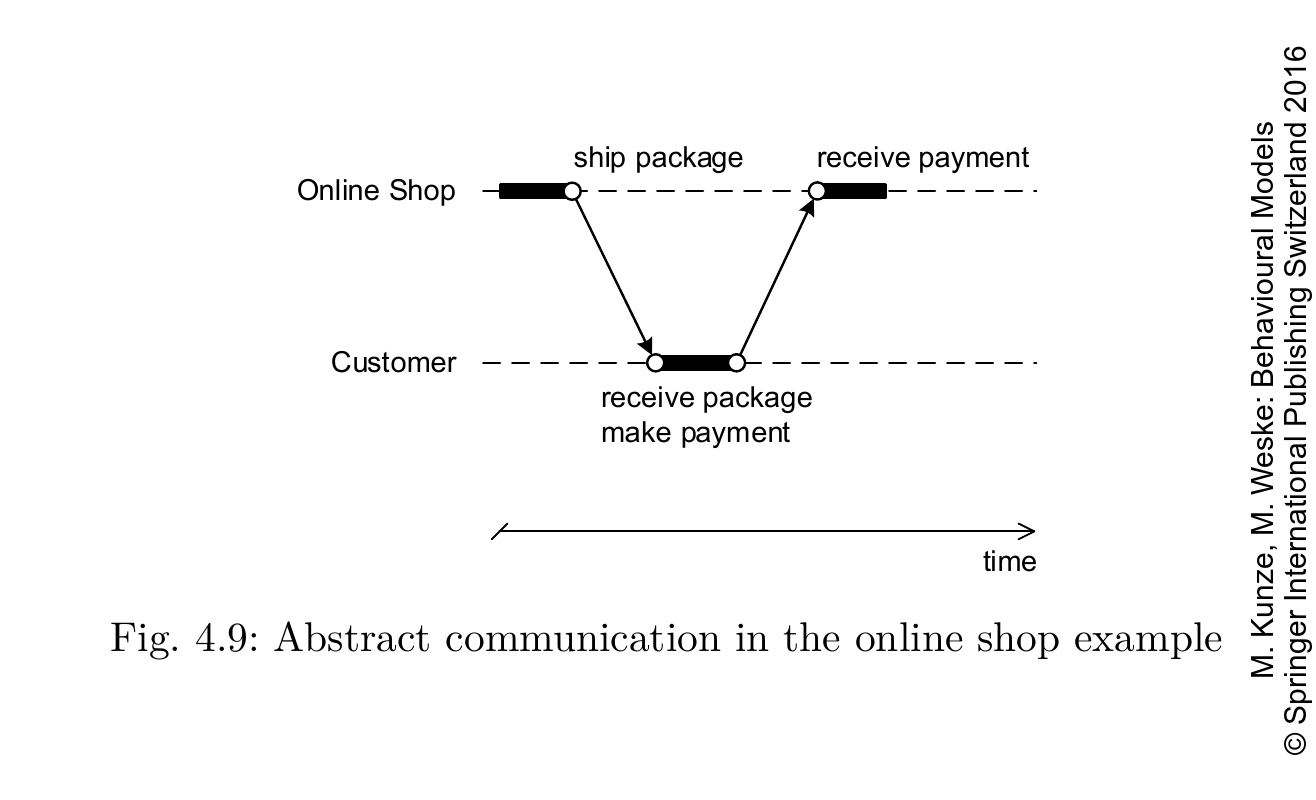 ship package
receive payment
Online Shop
Customer
receive package
make payment
time
Fig. 4.9: Abstract communication in the online shop example
M. Kunze, M. Weske: Behavioural Models
© Springer International Publishing Switzerland 2016